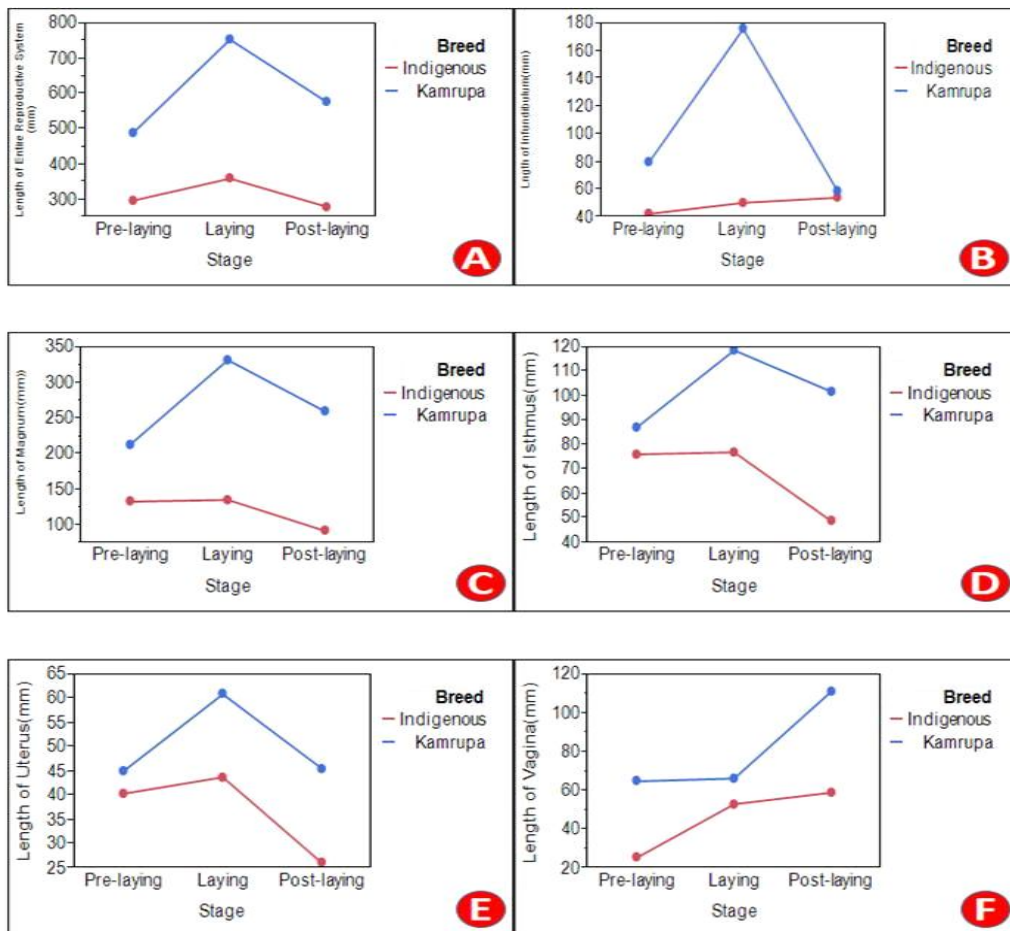 800
700
600
500
400
300
Length of Entire Reproductive System
(mm)
Pre-laying Laying Post-laying
Stage
Breed
Indigenous
Kamrupa
A
180
160
140
120
100
80
60
40
Pre-laying Laying Post-laying
Stage
Breed
Indigenous
Kamrupa
B
350
300
250
200
150
100
Length of Magnum(mm))
Pre-laying Laying Post-laying
Stage
Breed
Indigenous
Kamrupa
C
120
110
100
90
80
70
60
50
40
Length of Isthmus(mm)
Pre-laying Laying Post-laying
Stage
Breed
Indigenous
Kamrupa
D
65
60
55
50
45
40
35
30
25
Length of Uterus(mm)
Pre-laying Laying Post-laying
Stage
Breed
Indigenous
Kamrupa
E
120
100
80
60
40
20
Length of Vagina(mm)
Pre-laying Laying Post-laying
Stage
Breed
Indigenous
Kamrupa
F